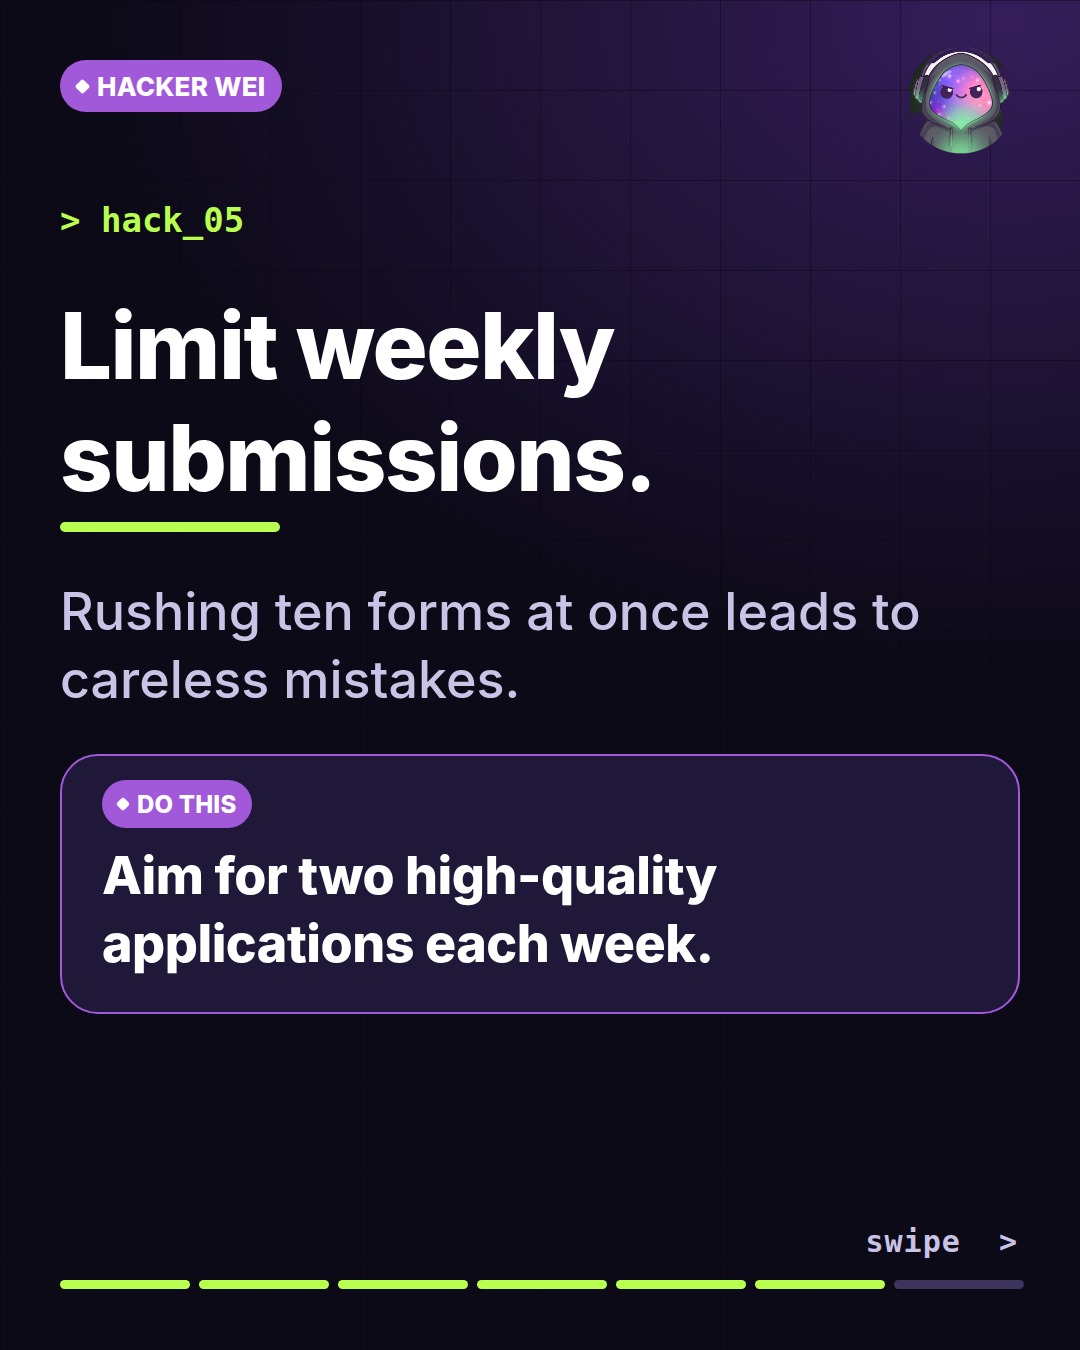 HACKER WEI
> hack_05
Limit weekly
submissions.
Rushing ten forms at once leads to
careless mistakes.
DO THIS
Aim for two high-quality
applications each week.
swipe >